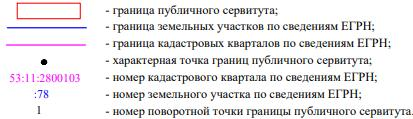 - граница публичного сервитута;
- граница земельных участков по сведениям ЕГРН;
- граница кадастровых кварталов по сведениям ЕГРН;
- характерная точка границ публичного сервитута;
53:11:2800103 - номер кадастрового квартала по сведениям ЕГРН;
:78 - номер земельного участка по сведениям ЕГРН;
1 - номер поворотной точки границы публичного сервитута.